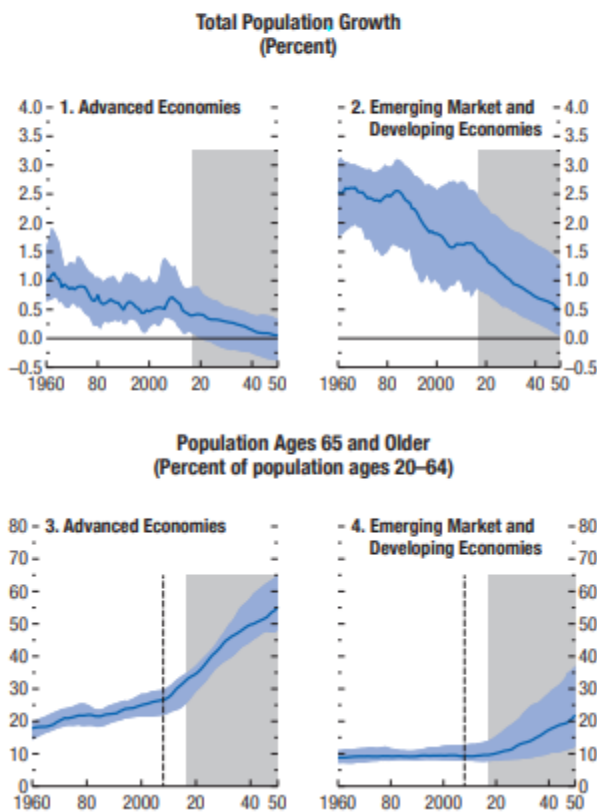 Total Population Growth
(Percent)
4.0
1. Advanced Economies
3.5
3.0
2.5
2.0
1.5
1.0
0.5
0.0
–0.5
1960 80 2000 20 40 50
2. Emerging Market and
Developing Economies
4.0
3.5
3.0
2.5
2.0
1.5
1.0
0.5
0.0
–0.5
1960 80 2000 20 40 50
Population Ages 65 and Older
(Percent of population ages 20–64)
80
3. Advanced Economies
70
60
50
40
30
20
10
0
1960 80 2000 20 40 50
4. Emerging Market and
Developing Economies
80
70
60
50
40
30
20
10
0
1960 80 2000 20 40 50